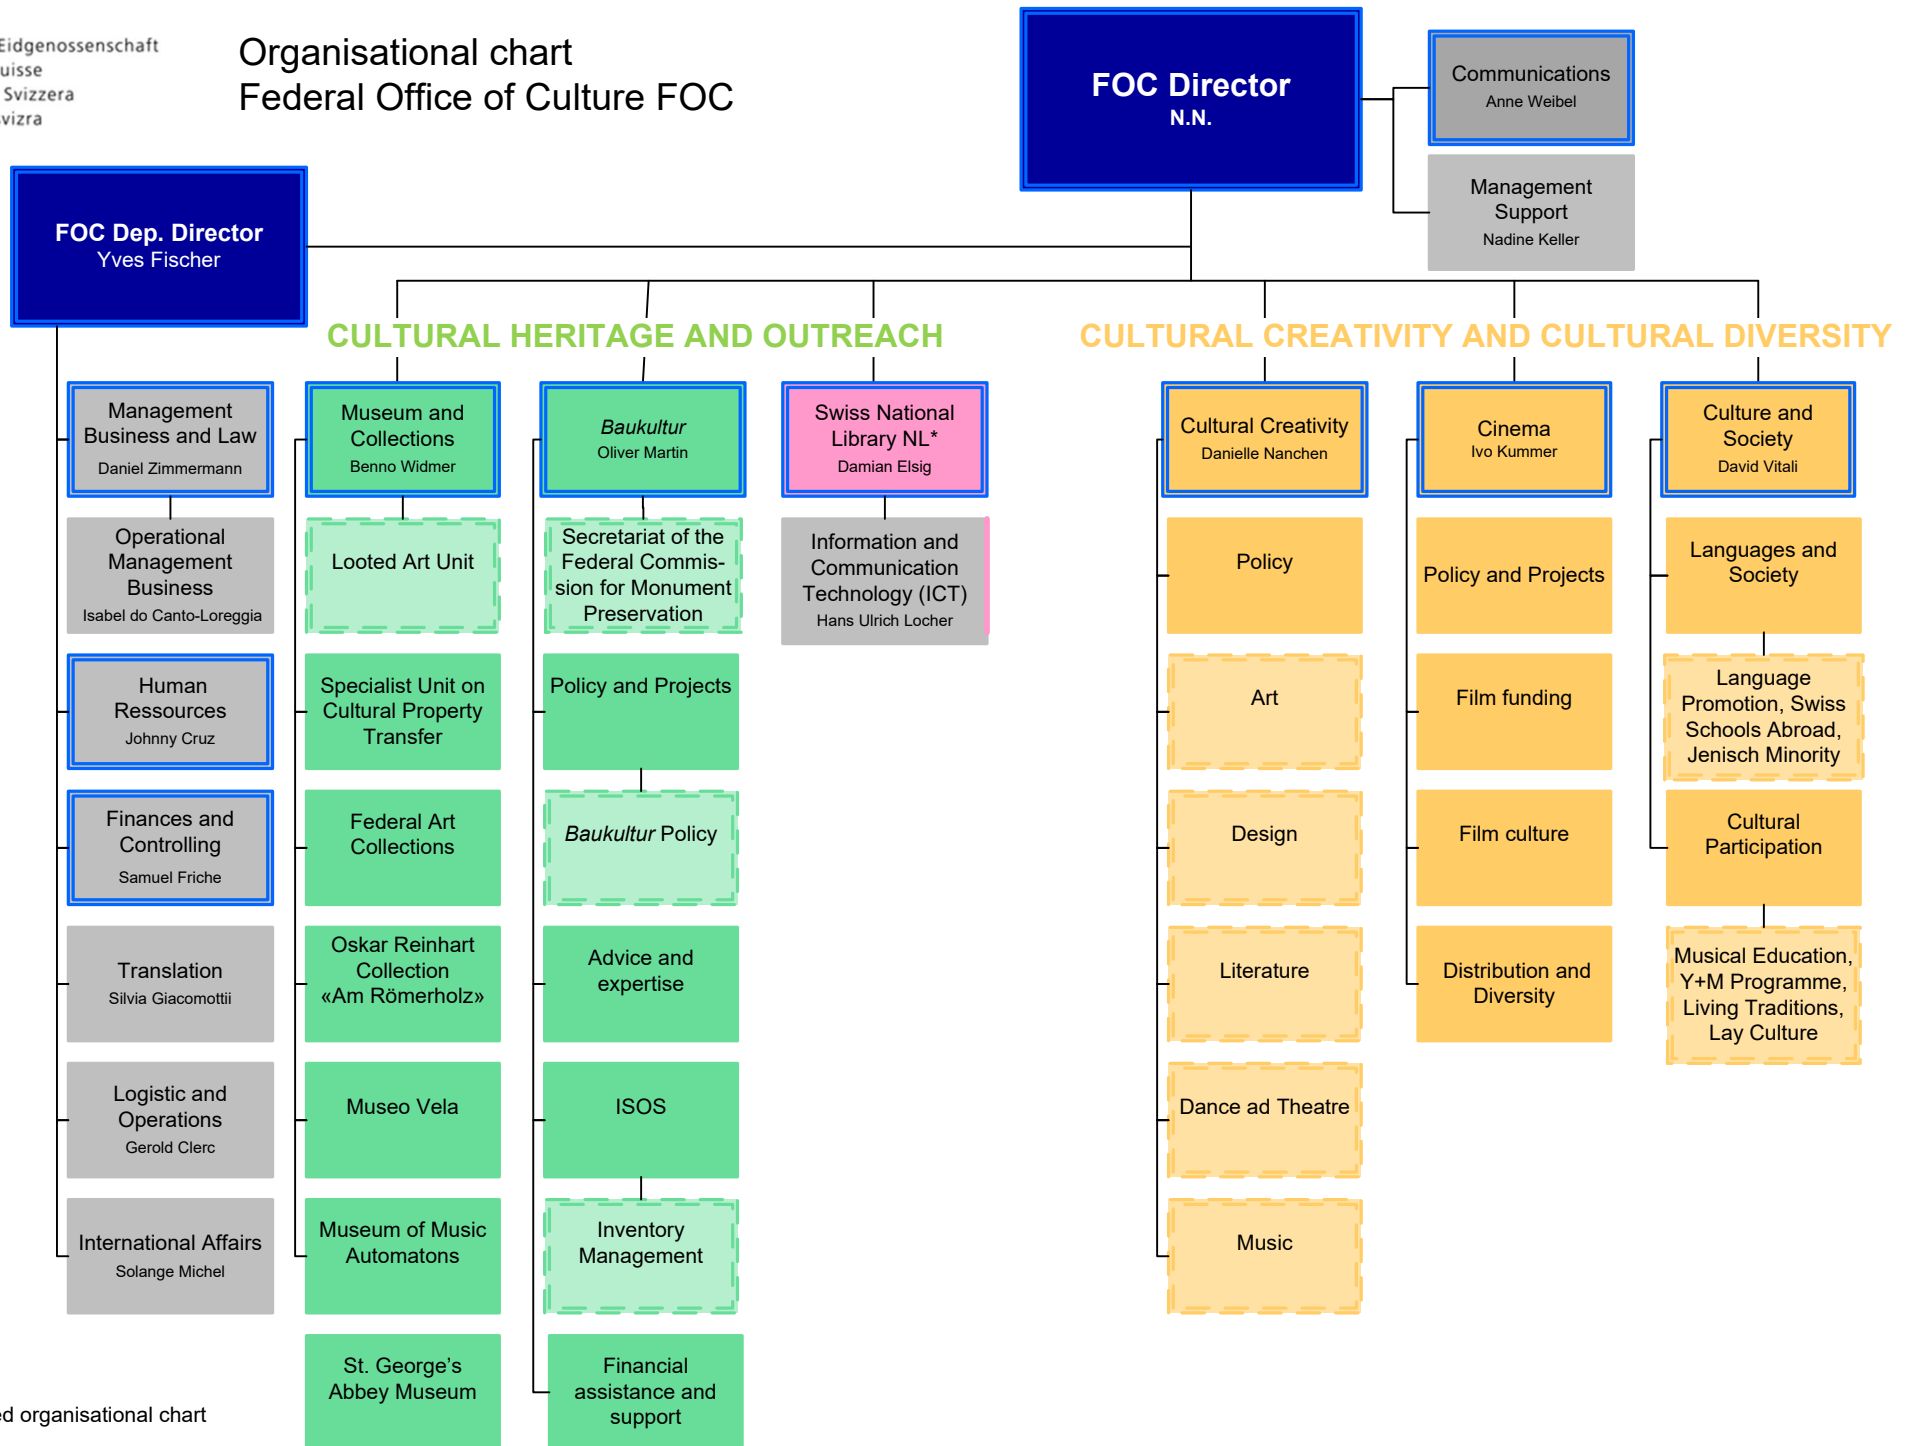 Eidgenossenschaft
uisse
Svizzera
vizra
Organisational chart
Federal Office of Culture FOC
FOC Director
N.N.
Communications
Anne Weibel
Management
Support
Nadine Keller
FOC Dep. Director
Yves Fischer
CULTURAL HERITAGE AND OUTREACH
CULTURAL CREATIVITY AND CULTURAL DIVERSITY
Management
Business and Law
Daniel Zimmermann
Operational
Management
Business
Isabel do Canto-Loreggia
Human
Ressources
Johnny Cruz
Finances and
Controlling
Samuel Friche
Translation
Silvia Giacomottii
Logistic and
Operations
Gerold Clerc
International Affairs
Solange Michel
Museum and
Collections
Benno Widmer
Looted Art Unit
Specialist Unit on
Cultural Property
Transfer
Federal Art
Collections
Oskar Reinhart
Collection
«Am Römerholz»
Museo Vela
Museum of Music
Automatons
St. George's
Abbey Museum
Baukultur
Oliver Martin
Secretariat of the
Federal Commis-
sion for Monument
Preservation
Policy and Projects
Baukultur Policy
Advice and
expertise
ISOS
Inventory
Management
Financial
assistance and
support
Swiss National
Library NL*
Damian Elsig
Information and
Communication
Technology (ICT)
Hans Ulrich Locher
Cultural Creativity
Danielle Nanchen
Policy
Art
Design
Literature
Dance ad Theatre
Music
Cinema
Ivo Kummer
Policy and Projects
Film funding
Film culture
Distribution and
Diversity
Culture and
Society
David Vitali
Languages and
Society
Language
Promotion, Swiss
Schools Abroad,
Jenisch Minority
Cultural
Participation
Musical Education,
Y+M Programme,
Living Traditions,
Lay Culture
ed organisational chart